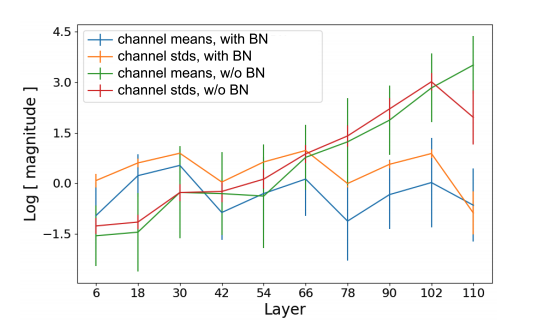 Log [ magnitude ]
4.5
3.0
1.5
0.0
−1.5
channel means, with BN
channel stds, with BN
channel means, w/o BN
channel stds, w/o BN
6 18 30 42 54 66 78 90 102 110
Layer